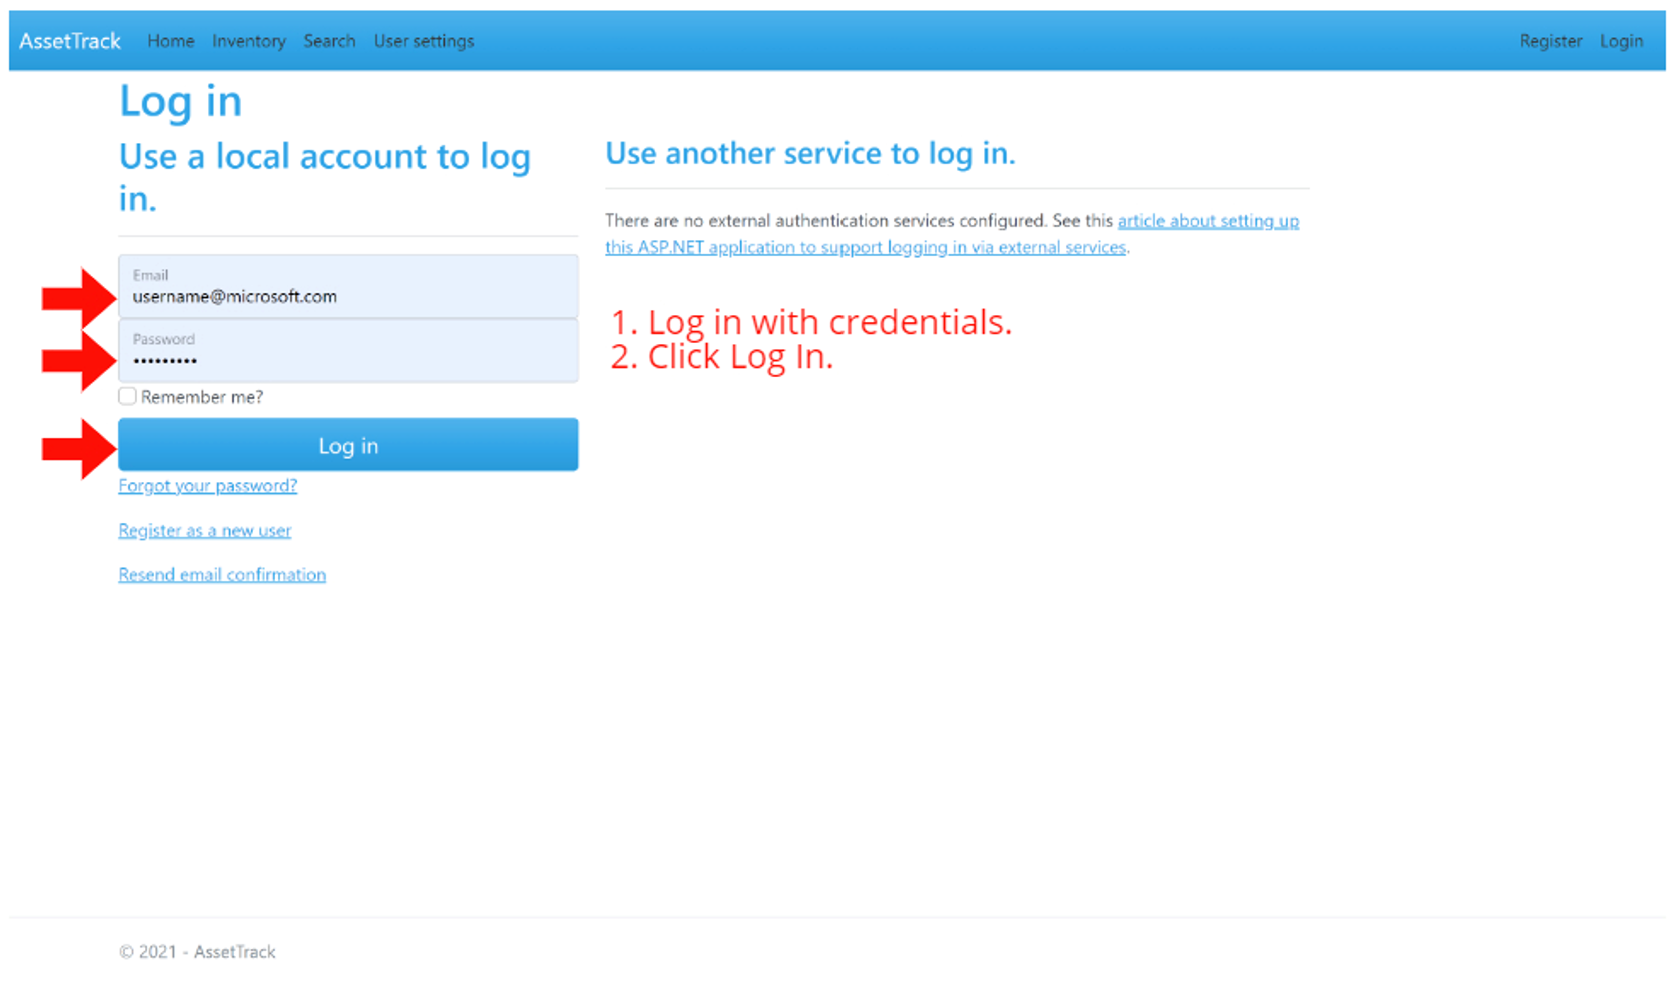 AssetTrack Home Inventory Search User settings Register Login
Log in
Use a local account to log
in.
Email
username@microsoft.com
Password
•••••••••
Remember me?
Log in
Forgot your password?
Register as a new user
Resend email confirmation
Use another service to log in.
There are no external authentication services configured. See this article about setting up
this ASP.NET application to support logging in via external services.
1. Log in with credentials.
2. Click Log In.
© 2021 - AssetTrack